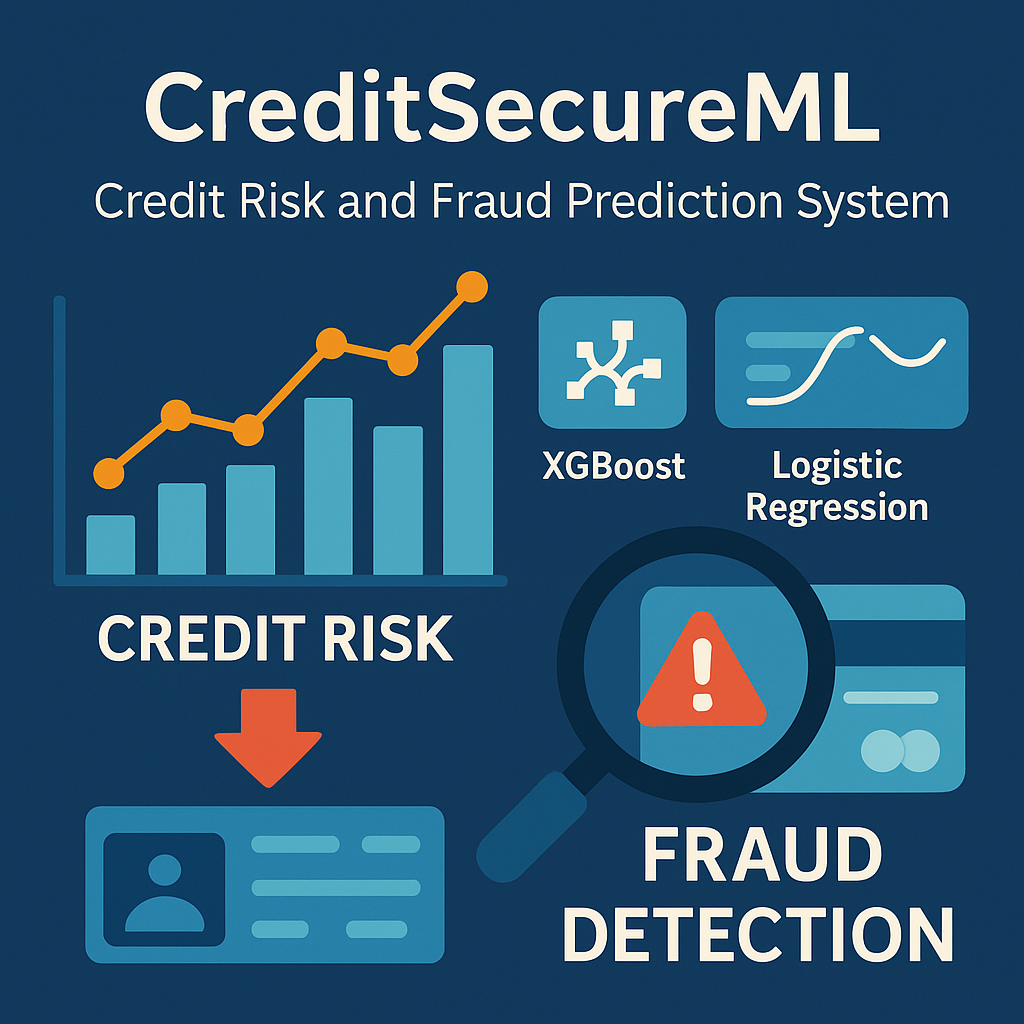 CreditSecureML
Credit Risk and Fraud Prediction System
XGBoost
Logistic
Regression
CREDIT RISK
FRAUD
DETECTION